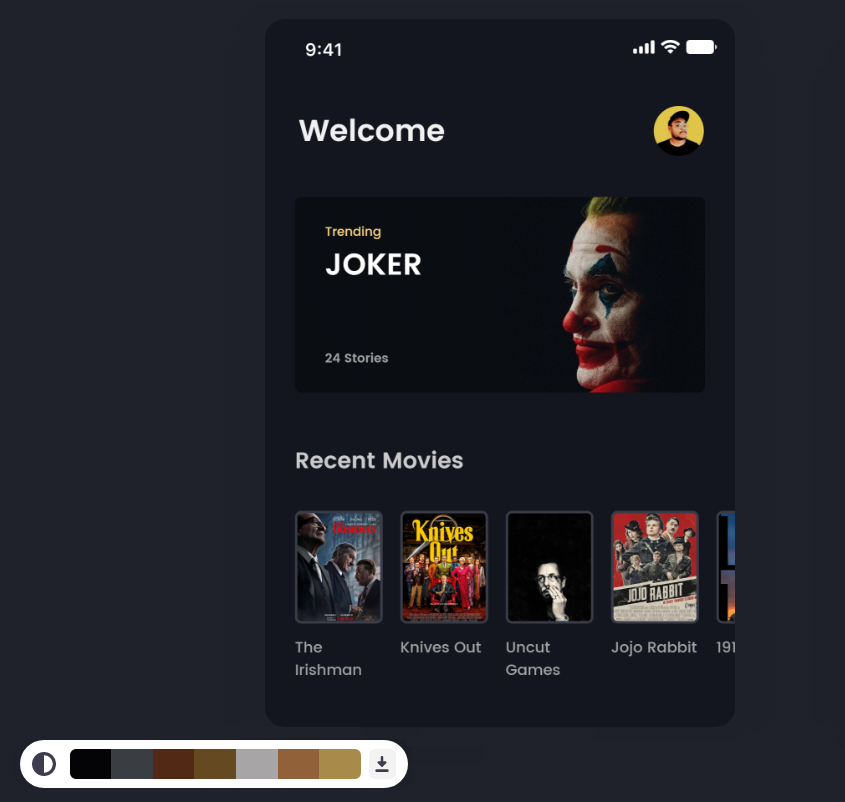 9:41
Welcome
Trending
JOKER
24 Stories
Recent Movies
Knives
Out
JOJO RABBIT
The
Irishman
Knives Out
Uncut
Games
Jojo Rabbit
191